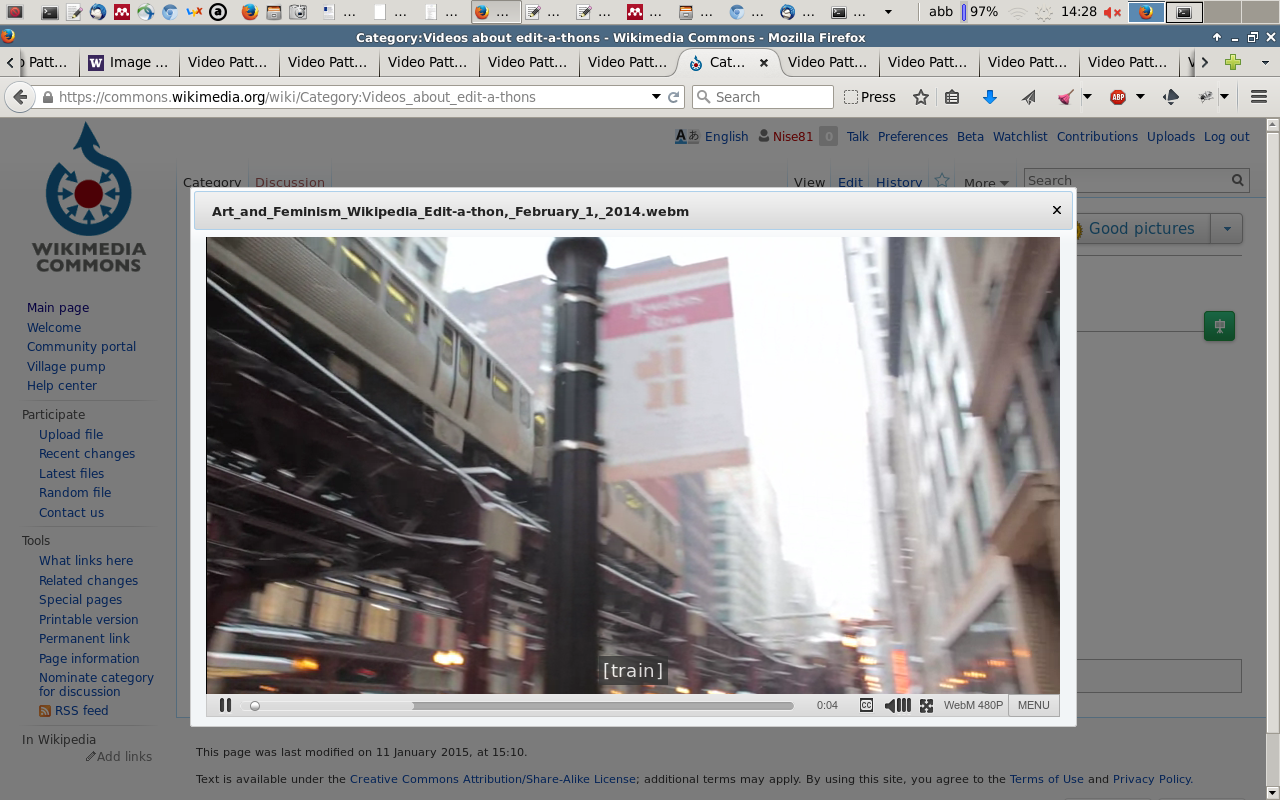 ... ... ... ... ... ... abb 97% 14:28
Category:Videos about edit-a-thons - Wikimedia Commons - Mozilla Firefox
o Patt... Image ... Video Patt... Video Patt... Video Patt... Video Patt... Video Patt... Cat... Video Patt... Video Patt... Video Patt... Video Patt...
https://commons.wikimedia.org/wiki/Category:Videos_about_edit-a-thons Search Press ABP
English Nise81 0 Talk Preferences Beta Watchlist Contributions Uploads Log out
Category Discussion View Edit History More Search
WIKIMEDIA
COMMONS
Good pictures
Main page
Welcome
Community portal
Village pump
Help center
Participate
Upload file
Recent changes
Latest files
Random file
Contact us
Tools
What links here
Related changes
Special pages
Printable version
Permanent link
Page information
Nominate category
for discussion
RSS feed
In Wikipedia
Add links
Art_and_Feminism_Wikipedia_Edit-a-thon,_February_1,_2014.webm
Jewelers
Row
[train]
0:04 CC WebM 480P MENU
This page was last modified on 11 January 2015, at 15:10.
Text is available under the Creative Commons Attribution/Share-Alike License; additional terms may apply. By using this site, you agree to the Terms of Use and Privacy Policy.